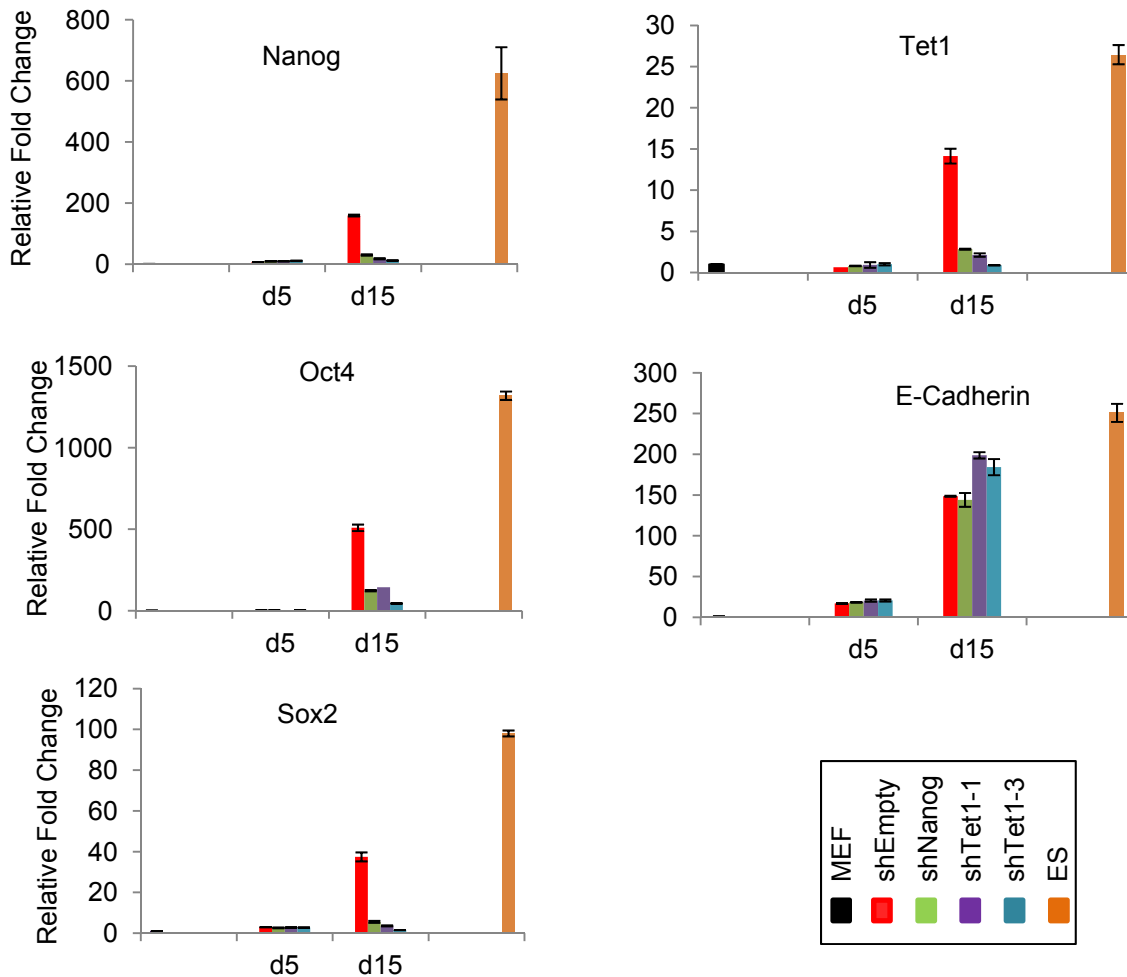 Nanog
Relative Fold Change
800
600
400
200
0
d5 d15
Tet1
30
25
20
15
10
5
0
d5 d15
Oct4
Relative Fold Change
1500
1000
500
0
d5 d15
E-Cadherin
300
250
200
150
100
50
0
d5 d15
Sox2
Relative Fold Change
120
100
80
60
40
20
0
d5 d15
MEF
shEmpty
shNanog
shTet1-1
shTet1-3
ES